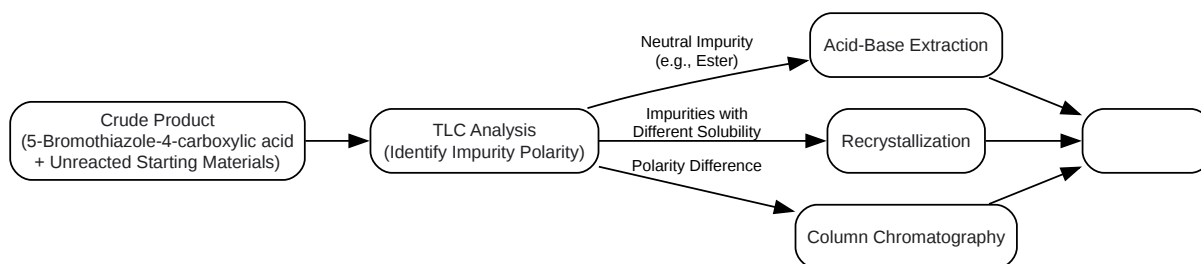 Crude Product
(5-Bromothiazole-4-carboxylic acid
+ Unreacted Starting Materials)
TLC Analysis
(Identify Impurity Polarity)
Neutral Impurity
(e.g., Ester)
Acid-Base Extraction
Impurities with
Different Solubility
Recrystallization
Polarity Difference
Column Chromatography